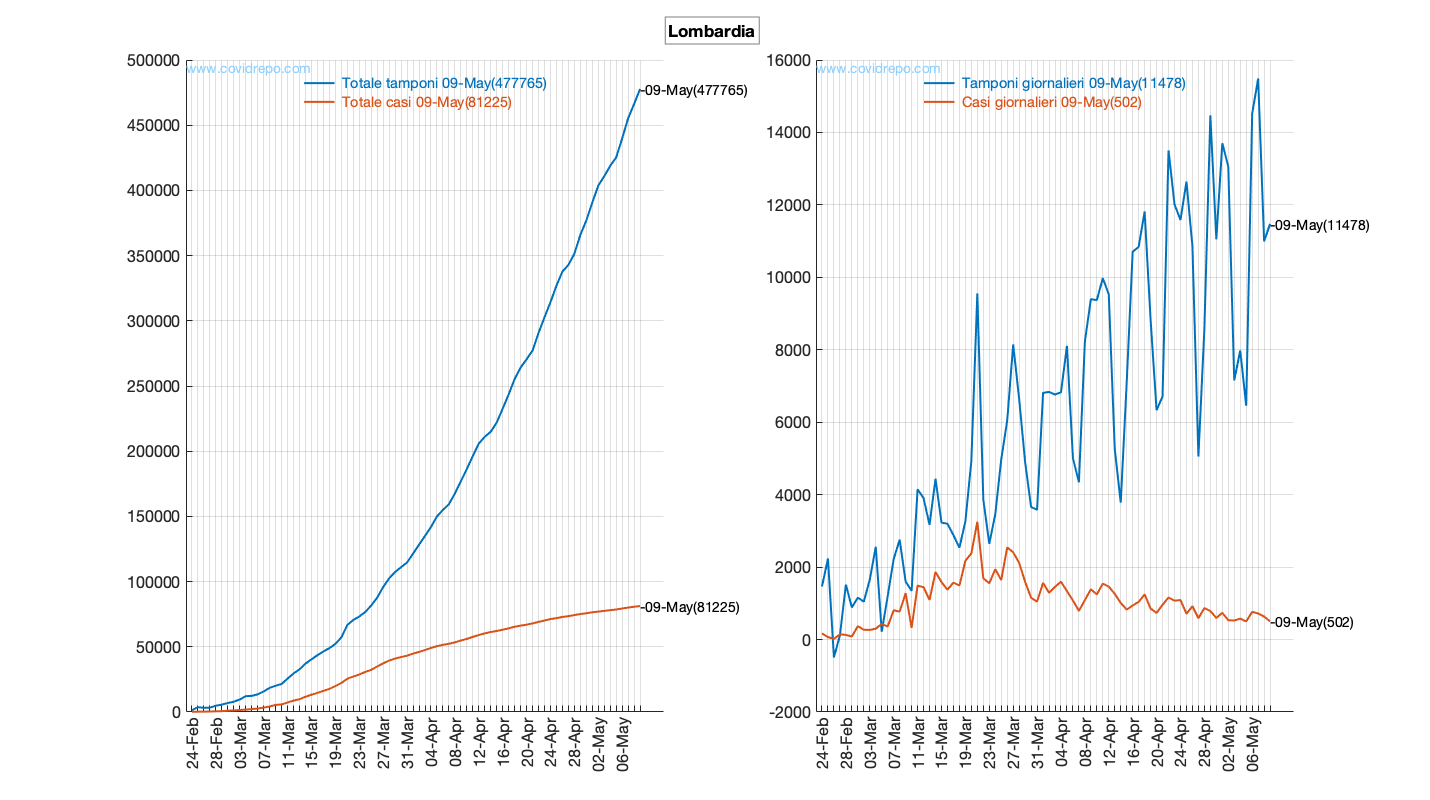 Lombardia
www.covidrepo.com
Totale tamponi 09-May(477765)
Totale casi 09-May(81225)
500000
450000
400000
350000
300000
250000
200000
150000
100000
50000
0
-09-May(477765)
-09-May(81225)
24-Feb
28-Feb
03-Mar
07-Mar
11-Mar
15-Mar
19-Mar
23-Mar
27-Mar
31-Mar
04-Apr
08-Apr
12-Apr
16-Apr
20-Apr
24-Apr
28-Apr
02-May
06-May
www.covidrepo.com
Tamponi giornalieri 09-May(11478)
Casi giornalieri 09-May(502)
16000
14000
12000
10000
8000
6000
4000
2000
0
-2000
-09-May(11478)
-09-May(502)
24-Feb
28-Feb
03-Mar
07-Mar
11-Mar
15-Mar
19-Mar
23-Mar
27-Mar
31-Mar
04-Apr
08-Apr
12-Apr
16-Apr
20-Apr
24-Apr
28-Apr
02-May
06-May